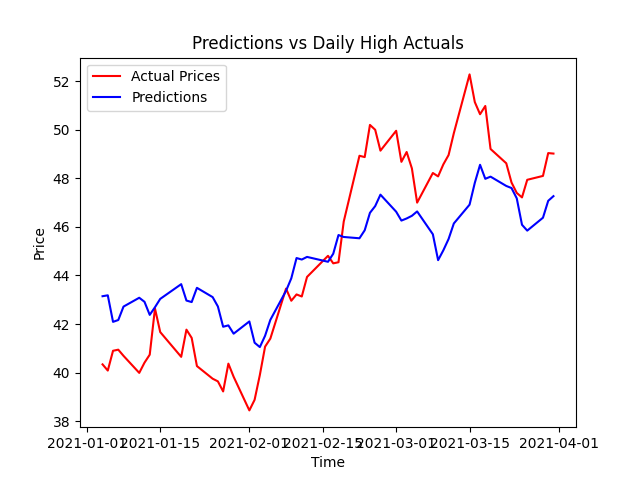 Predictions vs Daily High Actuals
Actual Prices
Predictions
52
50
48
46
44
42
40
38
Price
2021-01-01 2021-01-15 2021-02-01 2021-02-15 2021-03-01 2021-03-15 2021-04-01
Time